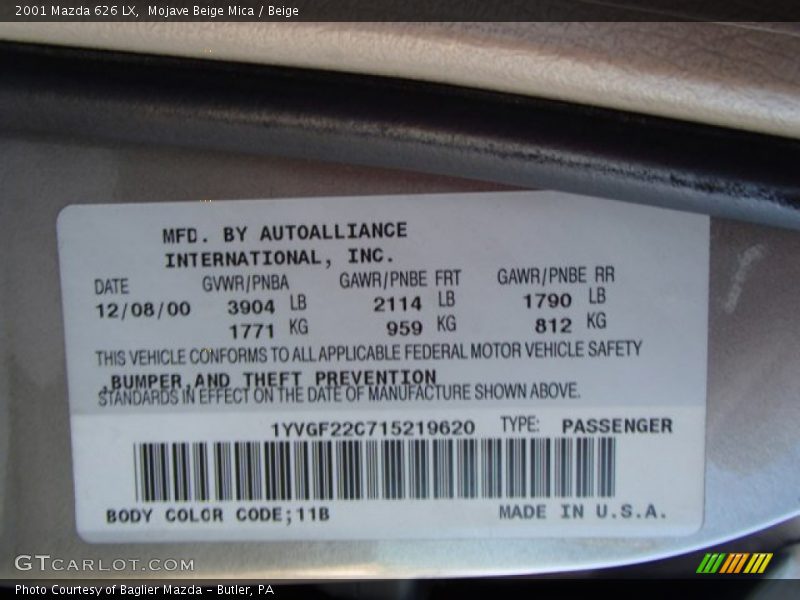 2001 Mazda 626 LX, Mojave Beige Mica / Beige
MFD. BY AUTOALLIANCE
INTERNATIONAL, INC.
DATE GVWR/PNBA GAWR/PNBE FRT GAWR/PNBE RR
12/08/00 3904 LB 2114 LB 1790 LB
1771 KG 959 KG 812 KG
THIS VEHICLE CONFORMS TO ALL APPLICABLE FEDERAL MOTOR VEHICLE SAFETY
,BUMPER,AND THEFT PREVENTION
STANDARDS IN EFFECT ON THE DATE OF MANUFACTURE SHOWN ABOVE.
1YVGF22C715219620 TYPE: PASSENGER
BODY COLOR CODE;11B MADE IN U.S.A.
GTCARLOT.COM
Photo Courtesy of Baglier Mazda - Butler, PA